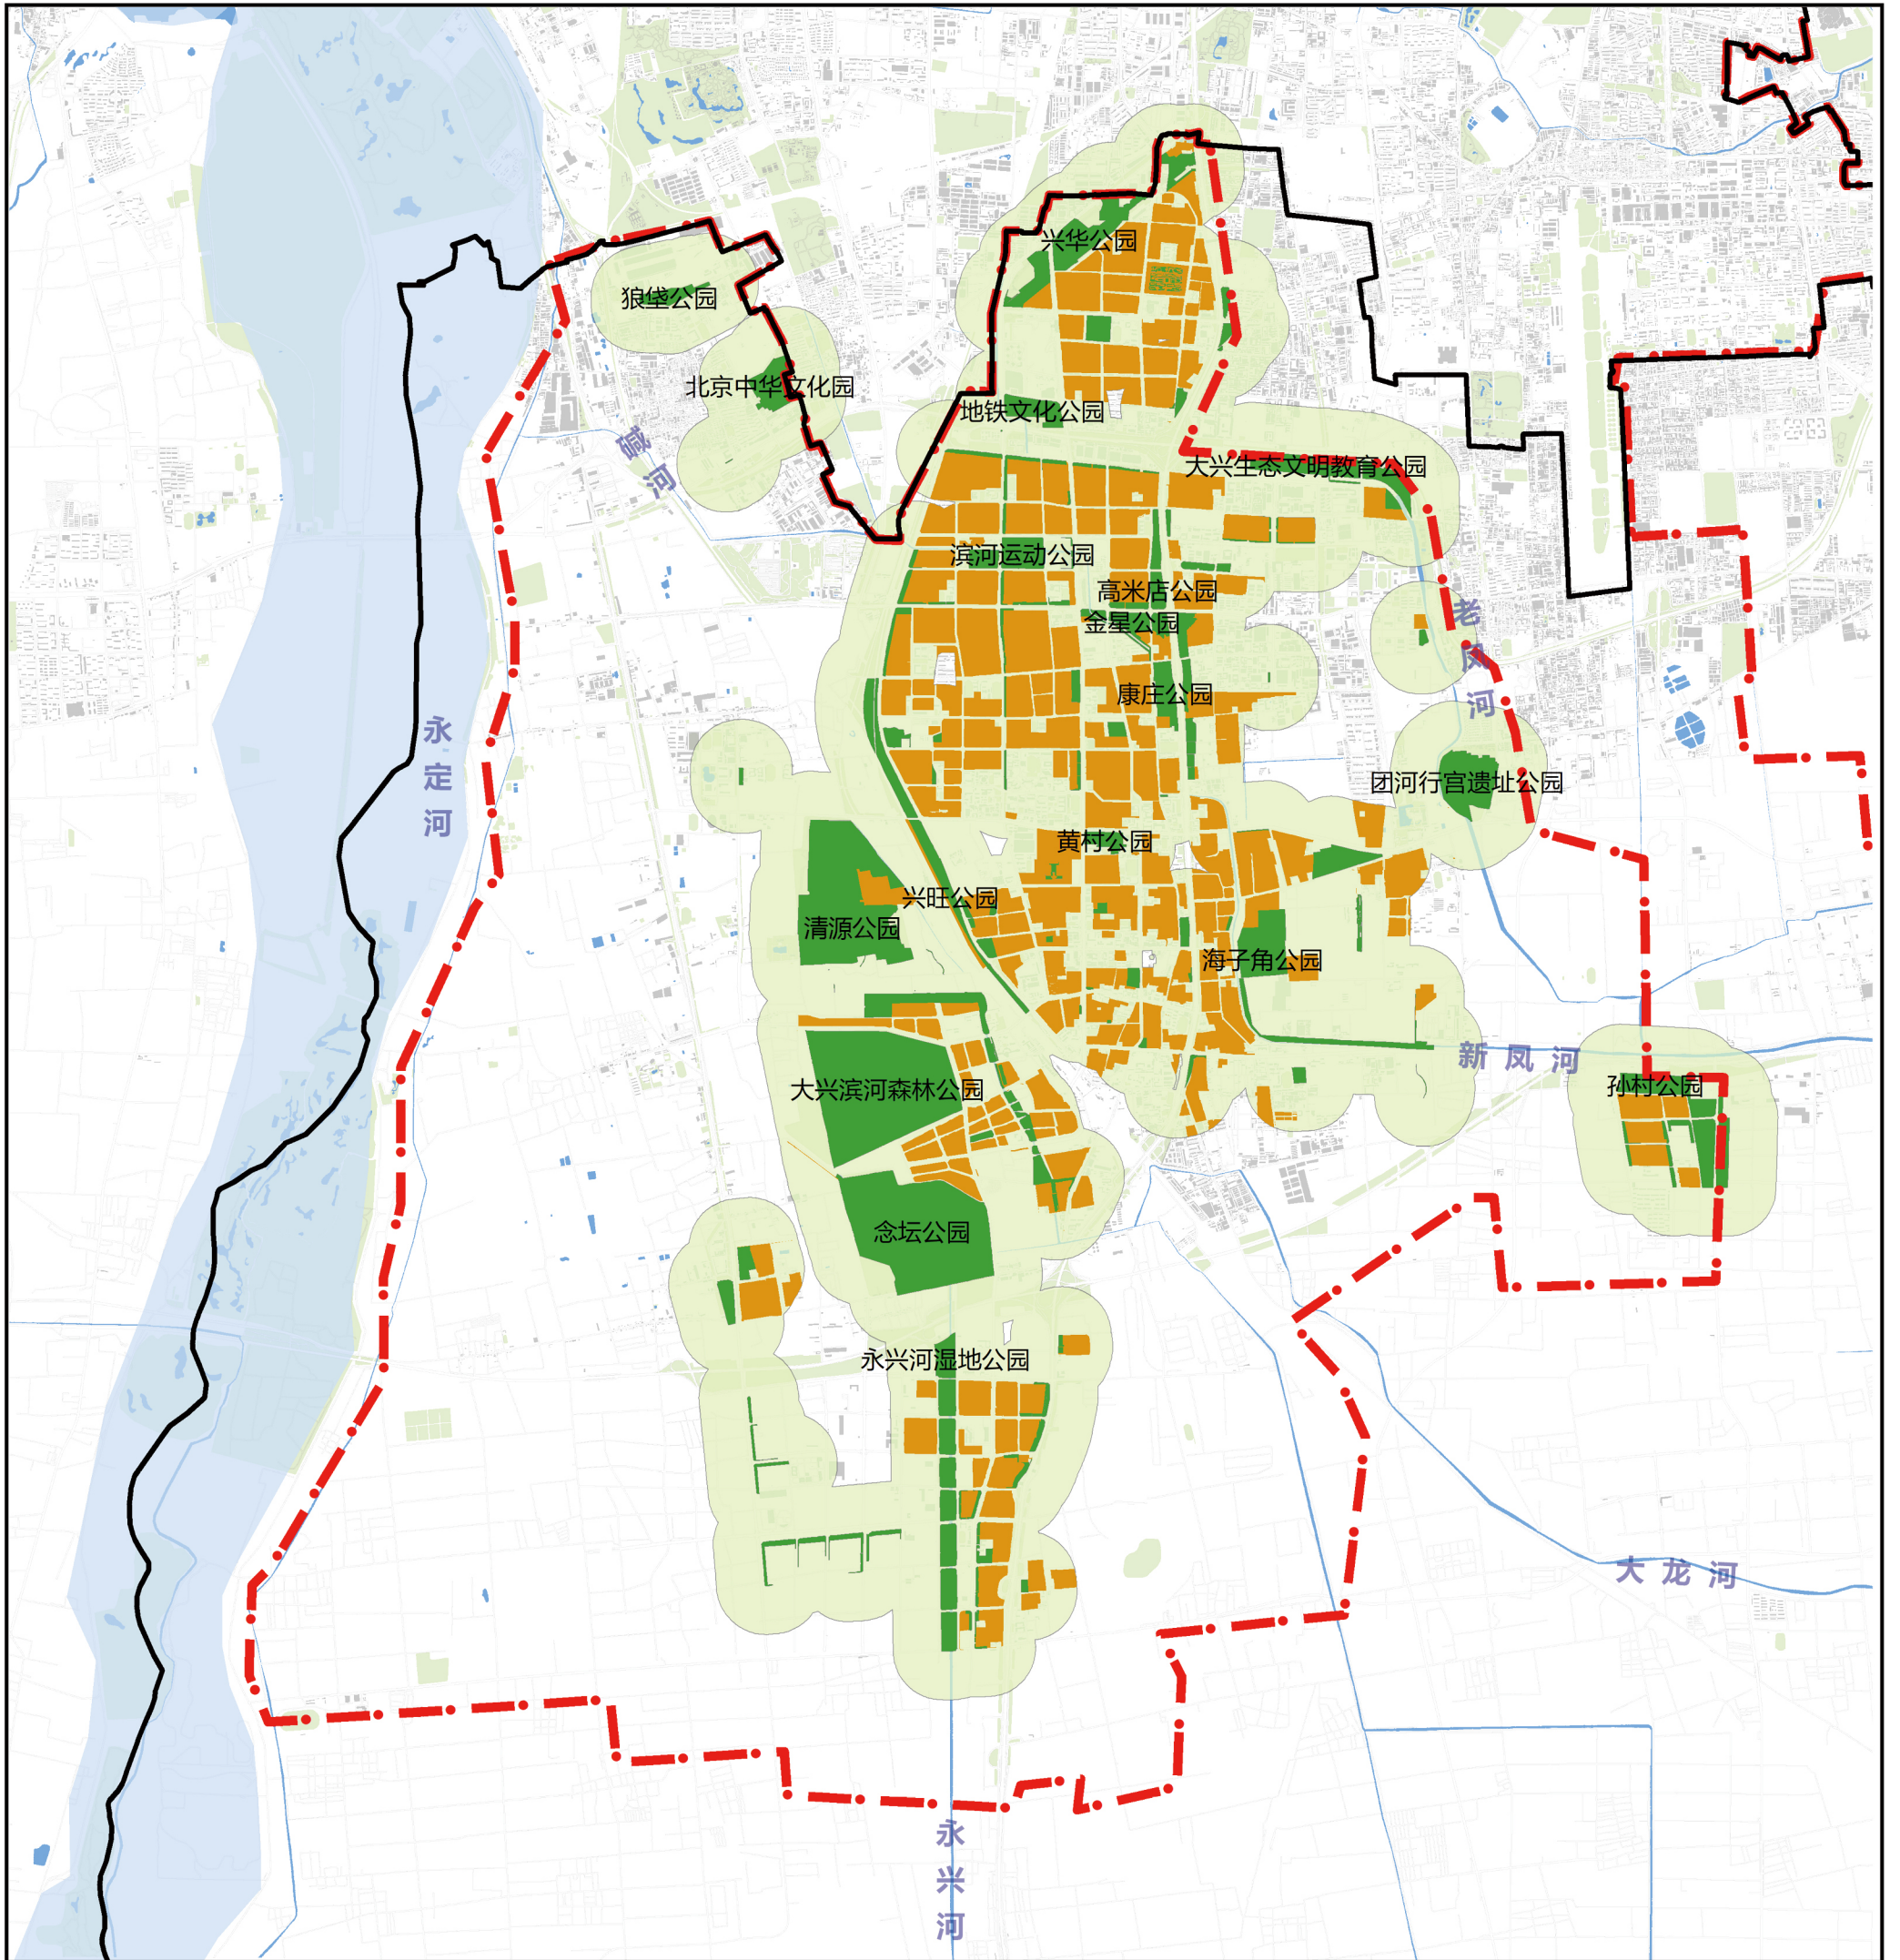 兴华公园
狼垡公园
北京中华文化园
地铁文化公园
碱河
大兴生态文明教育公园
滨河运动公园
高米店公园
金星公园
老凤河
康庄公园
永定河
团河行宫遗址公园
黄村公园
兴旺公园
清源公园
海子角公园
新凤河
孙村公园
大兴滨河森林公园
念坛公园
永兴河湿地公园
大龙河
永兴河